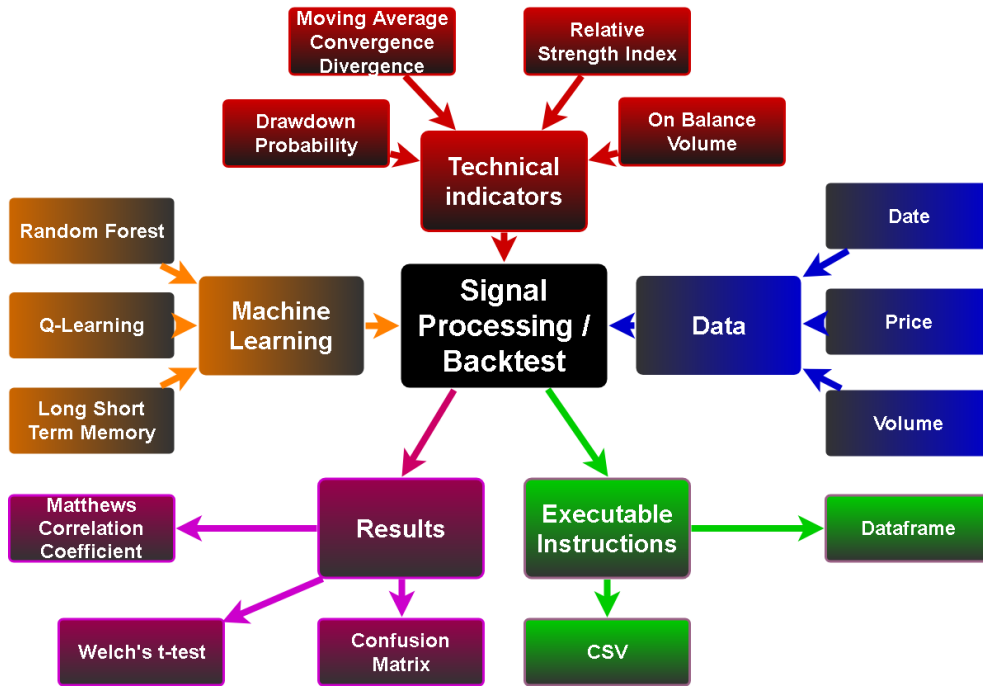 Moving Average
Convergence
Divergence
Relative
Strength Index
Drawdown
Probability
On Balance
Volume
Technical
indicators
Random Forest
Q-Learning
Long Short
Term Memory
Machine
Learning
Signal
Processing /
Backtest
Data
Date
Price
Volume
Matthews
Correlation
Coefficient
Results
Executable
Instructions
Dataframe
Welch's t-test
Confusion
Matrix
CSV